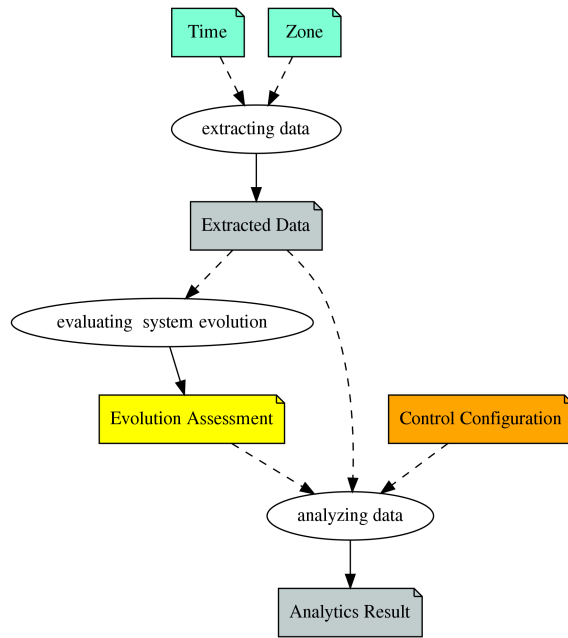 Time
Zone
extracting data
Extracted Data
evaluating  system evolution
Evolution Assessment
Control Configuration
analyzing data
Analytics Result